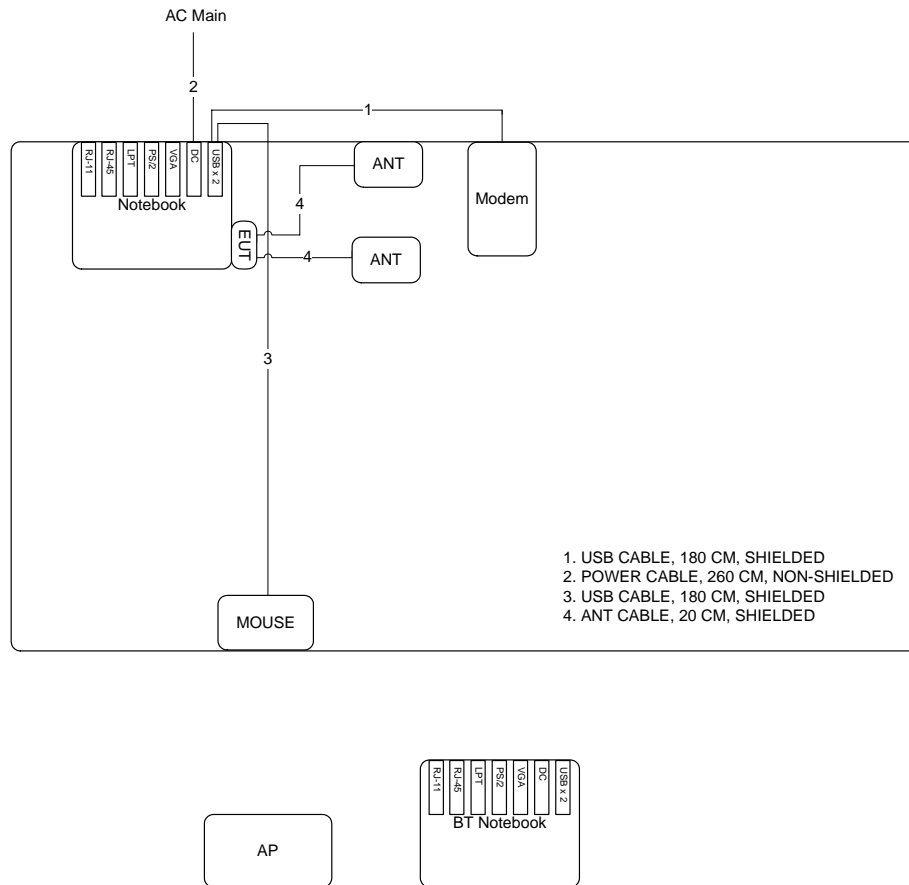 AC Main
2
1
RJ-11
RJ-45
LPT
PS/2
VGA
DC
USB x 2
Notebook
EUT
ANT
4
Modem
4
ANT
3
1. USB CABLE, 180 CM, SHIELDED
2. POWER CABLE, 260 CM, NON-SHIELDED
3. USB CABLE, 180 CM, SHIELDED
4. ANT CABLE, 20 CM, SHIELDED
MOUSE
RJ-11
RJ-45
LPT
PS/2
VGA
DC
USB x 2
BT Notebook
AP